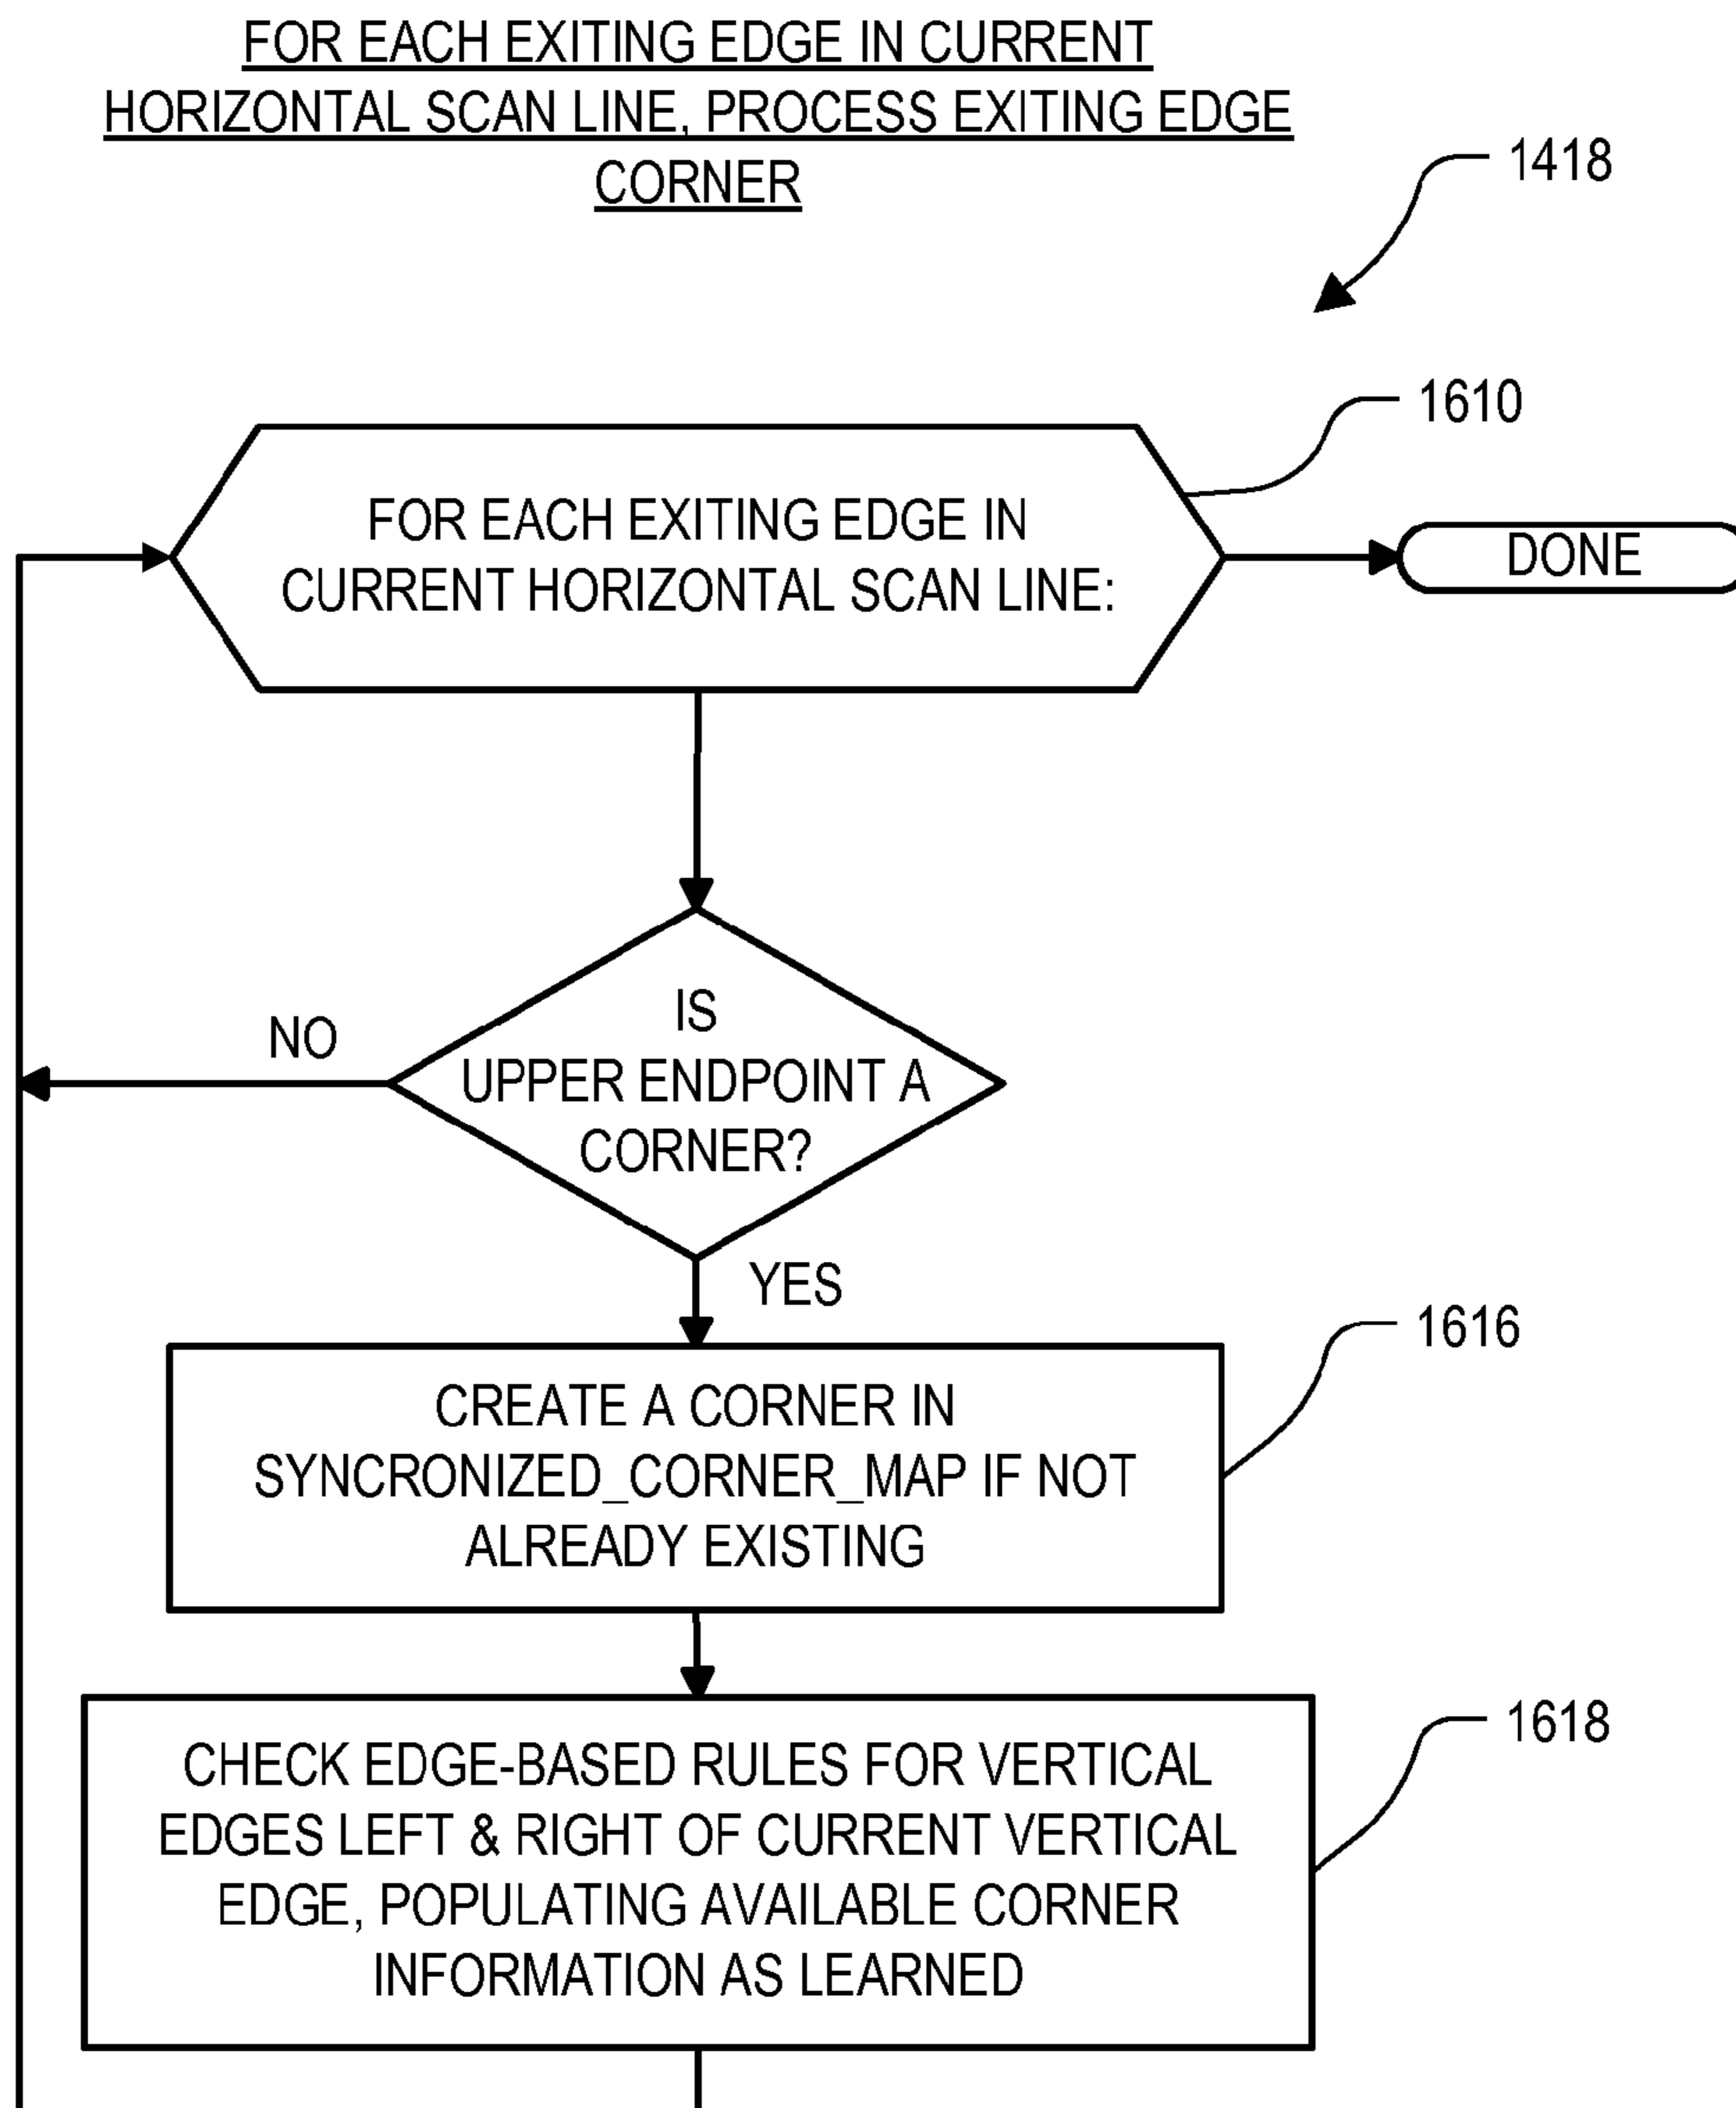 FOR EACH EXITING EDGE IN CURRENT
HORIZONTAL SCAN LINE, PROCESS EXITING EDGE
CORNER
1418
1610
FOR EACH EXITING EDGE IN
CURRENT HORIZONTAL SCAN LINE:
DONE
IS
UPPER ENDPOINT A
CORNER?
NO
YES
1616
CREATE A CORNER IN
SYNCRONIZED_CORNER_MAP IF NOT
ALREADY EXISTING
1618
CHECK EDGE-BASED RULES FOR VERTICAL
EDGES LEFT & RIGHT OF CURRENT VERTICAL
EDGE, POPULATING AVAILABLE CORNER
INFORMATION AS LEARNED